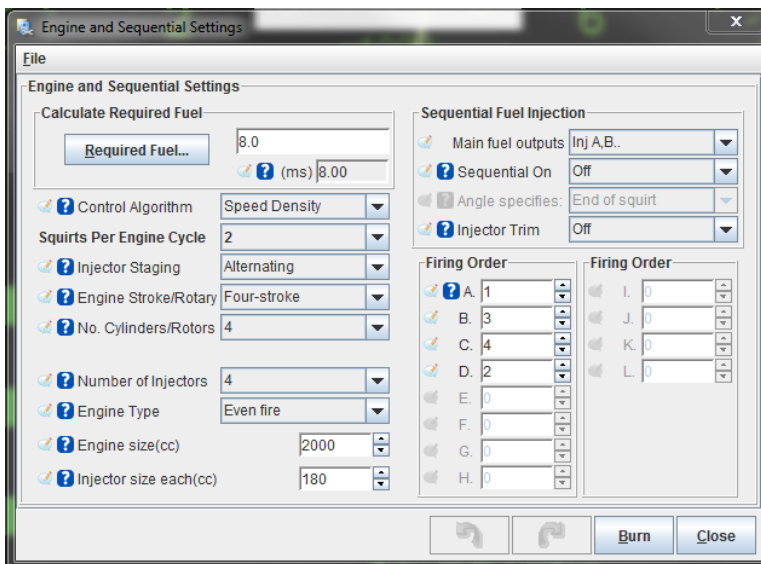 Engine and Sequential Settings
X
File
Engine and Sequential Settings
Calculate Required Fuel
Required Fuel...
8.0
? (ms) 8.00
? Control Algorithm Speed Density
Squirts Per Engine Cycle 2
? Injector Staging Alternating
? Engine Stroke/Rotary Four-stroke
? No. Cylinders/Rotors 4
? Number of Injectors 4
? Engine Type Even fire
? Engine size(cc) 2000
? Injector size each(cc) 180
Sequential Fuel Injection
Main fuel outputs Inj A,B..
? Sequential On Off
? Angle specifies: End of squirt
? Injector Trim Off
Firing Order
? A. 1
B. 3
C. 4
D. 2
E. 0
F. 0
G. 0
H. 0
Firing Order
I. 0
J. 0
K. 0
L. 0
Burn
Close